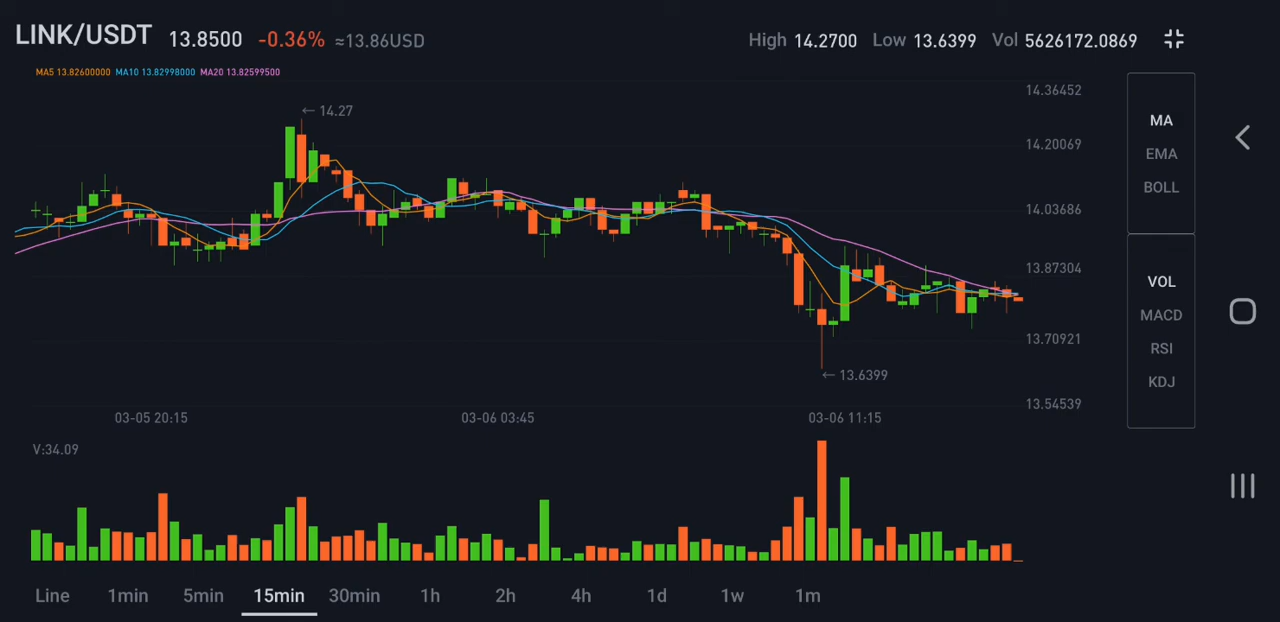 LINK/USDT 13.8500 -0.36% ≈13.86USD High 14.2700 Low 13.6399 Vol 5626172.0869
MA5 13.82600000 MA10 13.82998000 MA20 13.82599500
14.36452
← 14.27
14.20069
14.03686
13.87304
13.70921
← 13.6399
13.54539
03-05 20:15 03-06 03:45 03-06 11:15
V:34.09
MA
EMA
BOLL
VOL
MACD
RSI
KDJ
Line 1min 5min 15min 30min 1h 2h 4h 1d 1w 1m